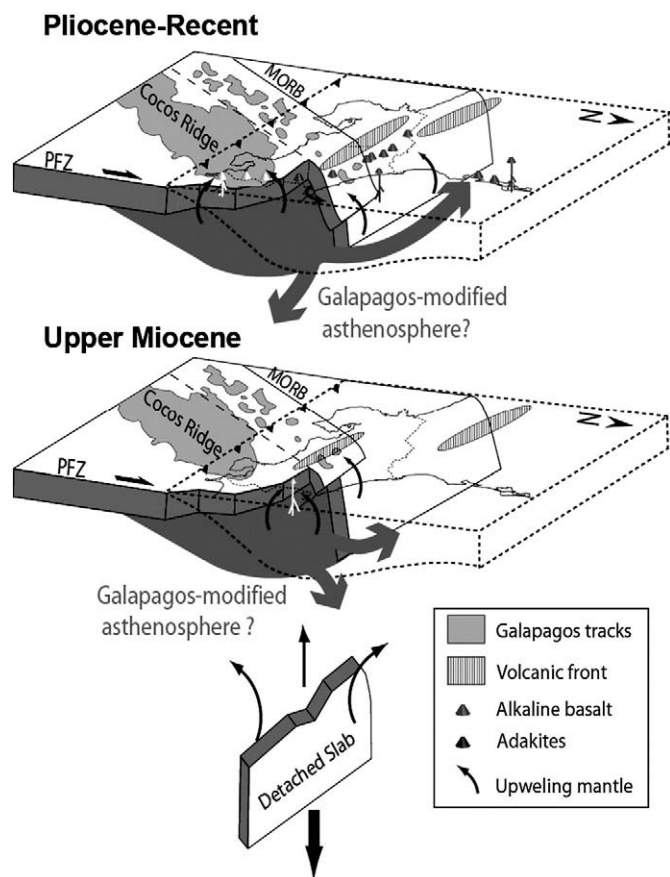 Pliocene-Recent
MORB
Cocos Ridge
PFZ
N
Galapagos-modified
asthenosphere?
Upper Miocene
MORB
Cocos Ridge
PFZ
N
Galapagos-modified
asthenosphere ?
Detached Slab
Galapagos tracks
Volcanic front
Alkaline basalt
Adakites
Upweling mantle